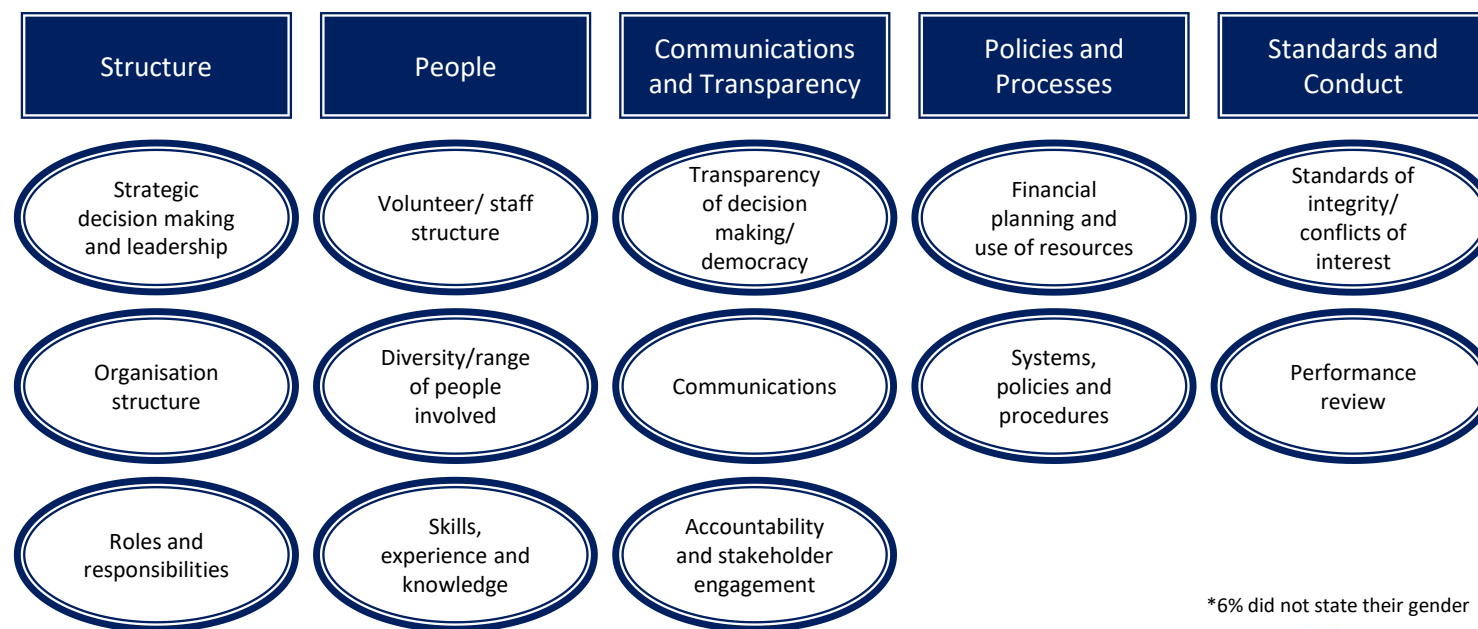 Structure
People
Communications
and Transparency
Policies and
Processes
Standards and
Conduct
Strategic
decision making
and leadership
Volunteer/ staff
structure
Transparency
of decision
making/
democracy
Financial
planning and
use of resources
Standards of
integrity/
conflicts of
interest
Organisation
structure
Diversity/range
of people
involved
Communications
Systems,
policies and
procedures
Performance
review
Roles and
responsibilities
Skills,
experience and
knowledge
Accountability
and stakeholder
engagement
*6% did not state their gender